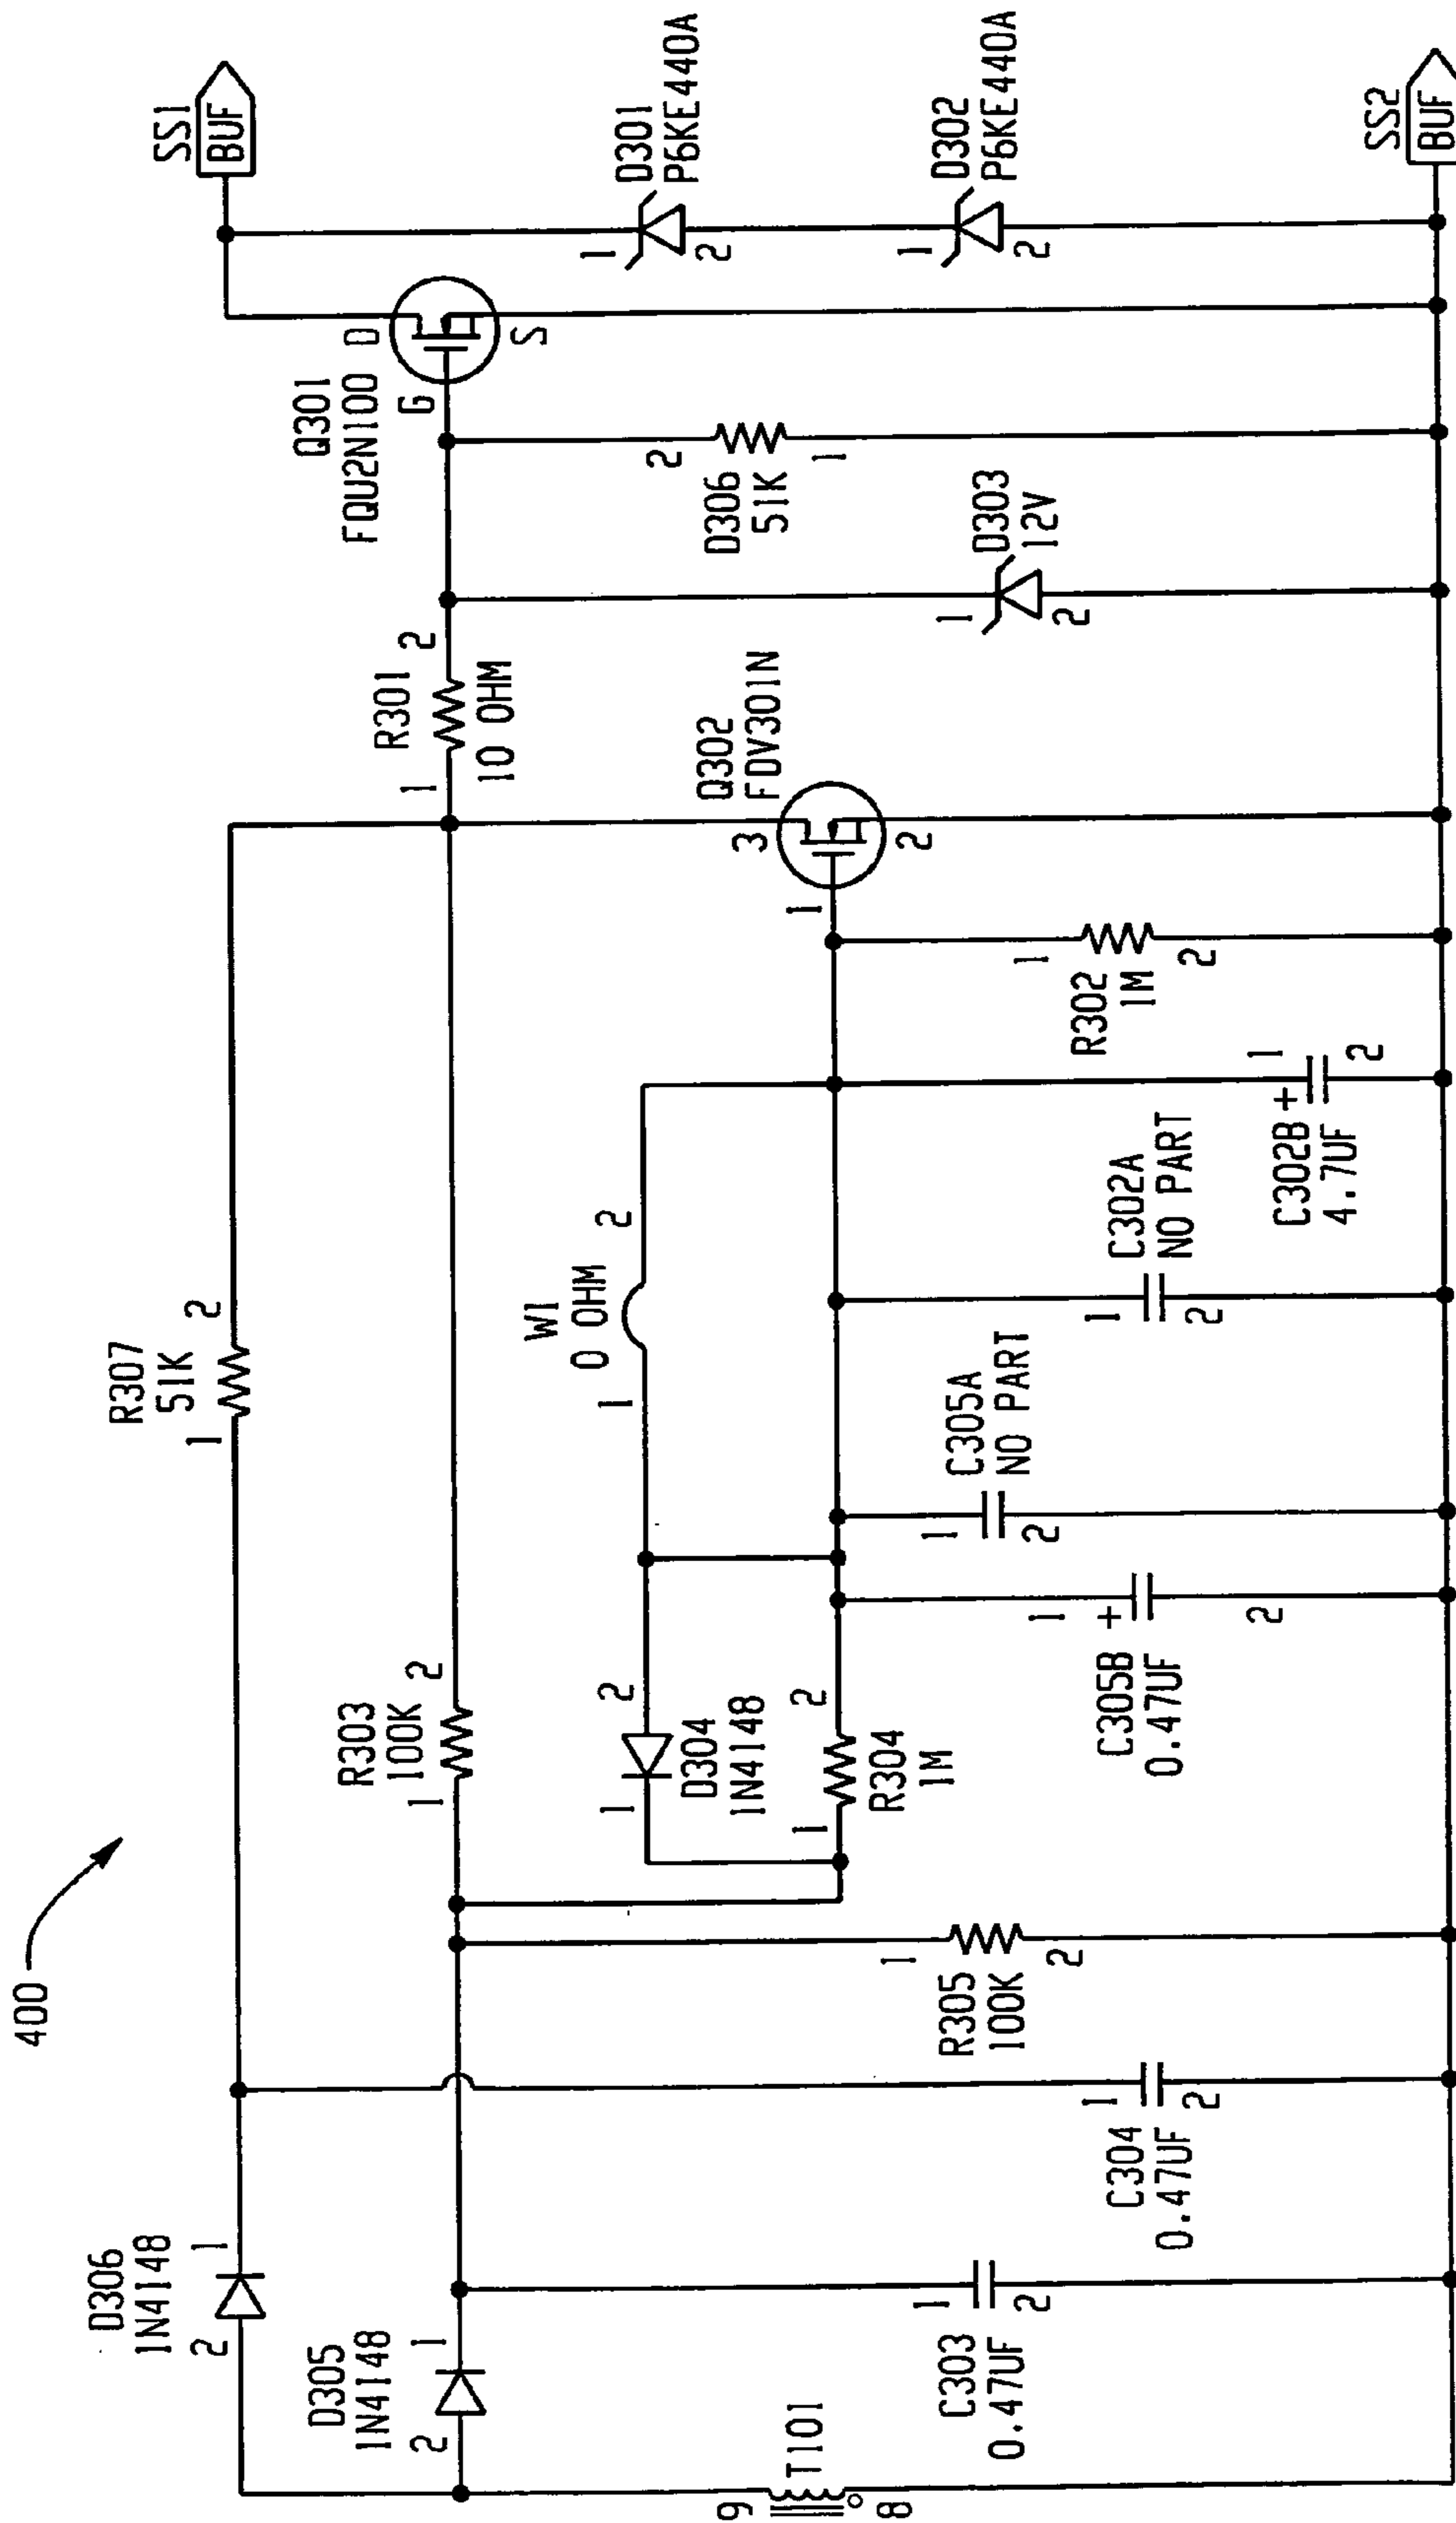 400
SS1
BUF
D301
P6KE440A
1
2
D302
P6KE440A
1
2
SS2
BUF
Q301
FQU2N100
D
G
S
D306
51K
2
1
D303
12V
1
2
R301
10 OHM
1
2
Q302
FDV301N
3
1
2
R302
1M
1
2
R307
51K
1
2
W1
0 OHM
1
2
C302B
4.7UF
1
+
2
C302A
NO PART
1
2
C305A
NO PART
1
2
C305B
0.47UF
1
+
2
R303
100K
1
2
D304
1N4148
1
2
R304
1M
1
2
R305
100K
1
2
C304
0.47UF
1
2
C303
0.47UF
1
2
D306
1N4148
2
1
D305
1N4148
2
1
T101
9
8